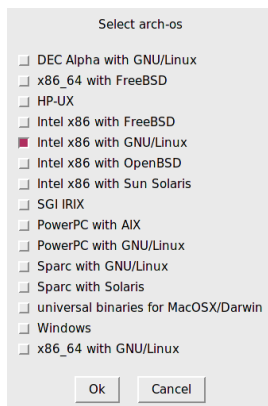 Select arch-os
DEC Alpha with GNU/Linux
x86_64 with FreeBSD
HP-UX
Intel x86 with FreeBSD
Intel x86 with GNU/Linux
Intel x86 with OpenBSD
Intel x86 with Sun Solaris
SGI IRIX
PowerPC with AIX
PowerPC with GNU/Linux
Sparc with GNU/Linux
Sparc with Solaris
universal binaries for MacOSX/Darwin
Windows
x86_64 with GNU/Linux
Ok Cancel